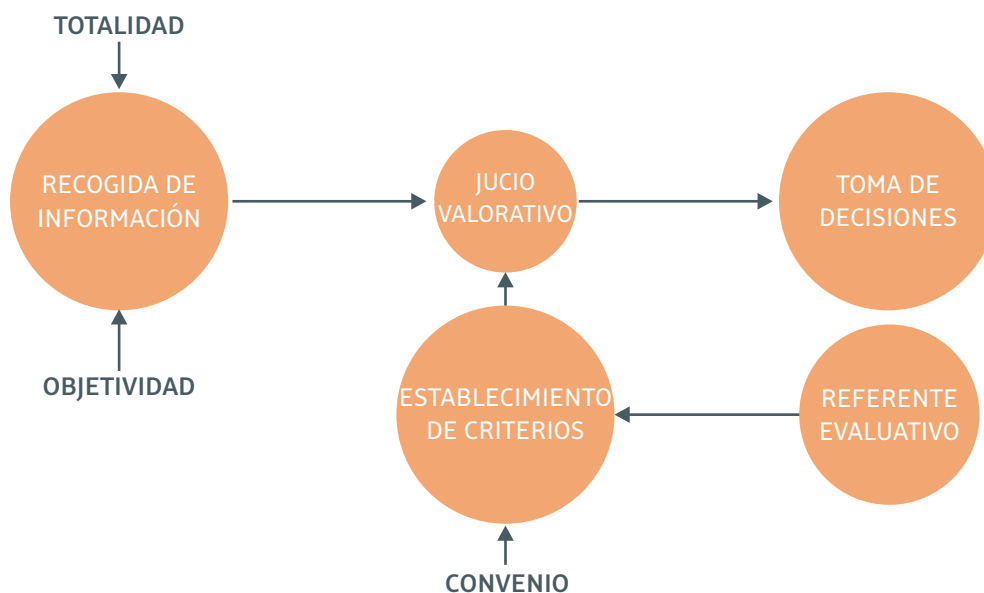 TOTALIDAD
RECOGIDA DE
INFORMACIÓN
OBJETIVIDAD
JUCIO
VALORATIVO
TOMA DE
DECISIONES
ESTABLECIMIENTO
DE CRITERIOS
REFERENTE
EVALUATIVO
CONVENIO